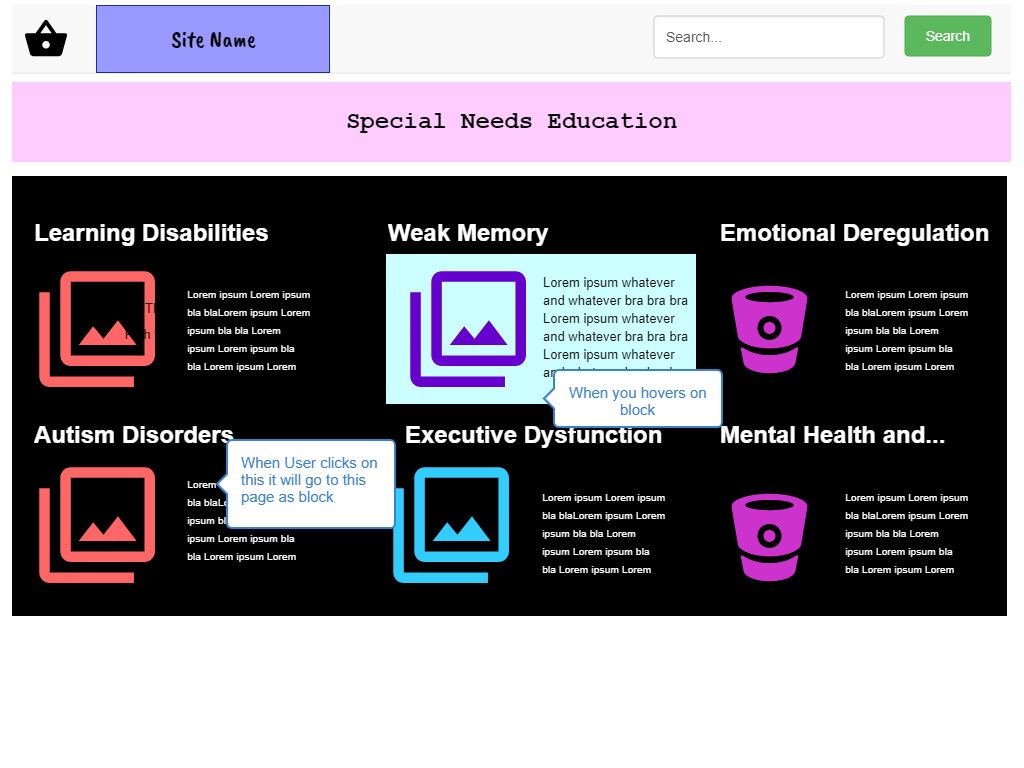 Site Name
Search...
Search
Special Needs Education
Learning Disabilities
Lorem ipsum Lorem ipsum
bla blaLorem ipsum Lorem
ipsum bla bla Lorem
ipsum Lorem ipsum bla
bla Lorem ipsum Lorem
Weak Memory
Lorem ipsum whatever
and whatever bra bra bra
Lorem ipsum whatever
and whatever bra bra bra
Lorem ipsum whatever
When you hovers on
block
Emotional Deregulation
Lorem ipsum Lorem ipsum
bla blaLorem ipsum Lorem
ipsum bla bla Lorem
ipsum Lorem ipsum bla
bla Lorem ipsum Lorem
Autism Disorders
When User clicks on
this it will go to this
page as block
Lorem
bla
ipsum
ipsum Lorem ipsum bla
bla Lorem ipsum Lorem
Executive Dysfunction
Lorem ipsum Lorem ipsum
bla blaLorem ipsum Lorem
ipsum bla bla Lorem
ipsum Lorem ipsum bla
bla Lorem ipsum Lorem
Mental Health and...
Lorem ipsum Lorem ipsum
bla blaLorem ipsum Lorem
ipsum bla bla Lorem
ipsum Lorem ipsum bla
bla Lorem ipsum Lorem